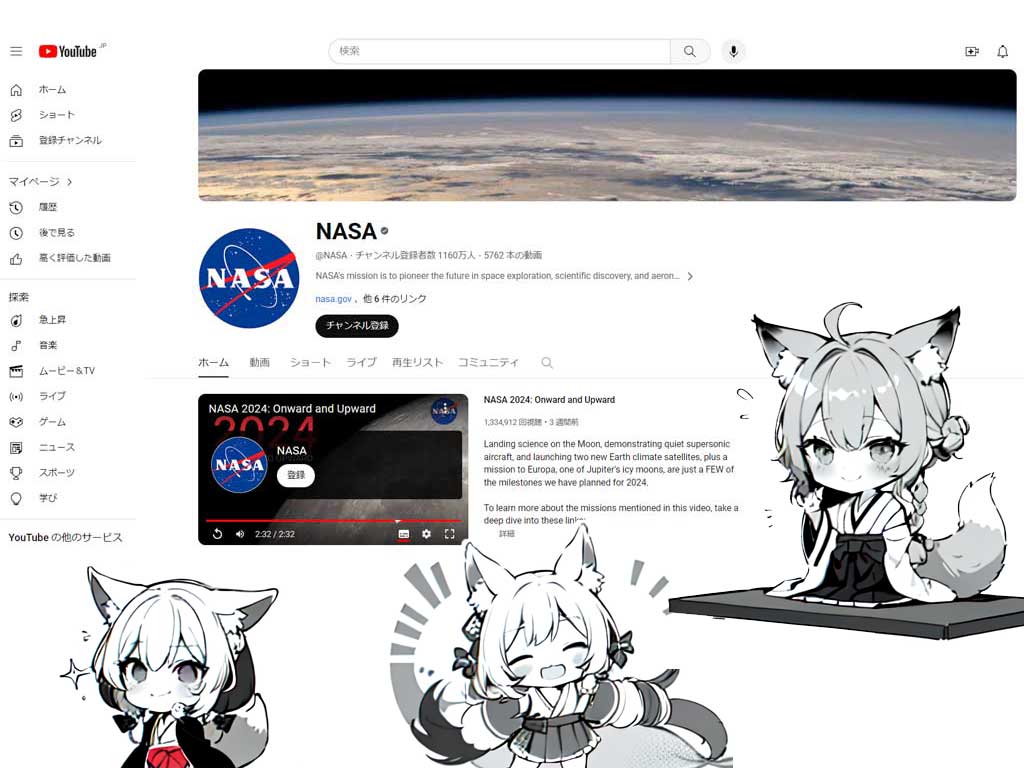 YouTube JP
検索
ホーム
ショート
登録チャンネル
マイページ
履歴
後で見る
高く評価した動画
探索
急上昇
音楽
ムービー＆TV
ライブ
ゲーム
ニュース
スポーツ
学び
YouTube の他のサービス
NASA
NASA
@NASA・チャンネル登録者数 1160万人・5762 本の動画
NASA's mission is to pioneer the future in space exploration, scientific discovery, and aeron...
nasa.gov 、他 6 件のリンク
チャンネル登録
ホーム 動画 ショート ライブ 再生リスト コミュニティ
NASA 2024: Onward and Upward
2024
NASA
NASA
登録
2:32 / 2:32
NASA 2024: Onward and Upward
1,334,912 回視聴・3 週間前
Landing science on the Moon, demonstrating quiet supersonic
aircraft, and launching two new Earth climate satellites, plus a
mission to Europa, one of Jupiter's icy moons, are just a FEW of
the milestones we have planned for 2024.
To learn more about the missions mentioned in this video, take a
deep dive into these links:
詳細